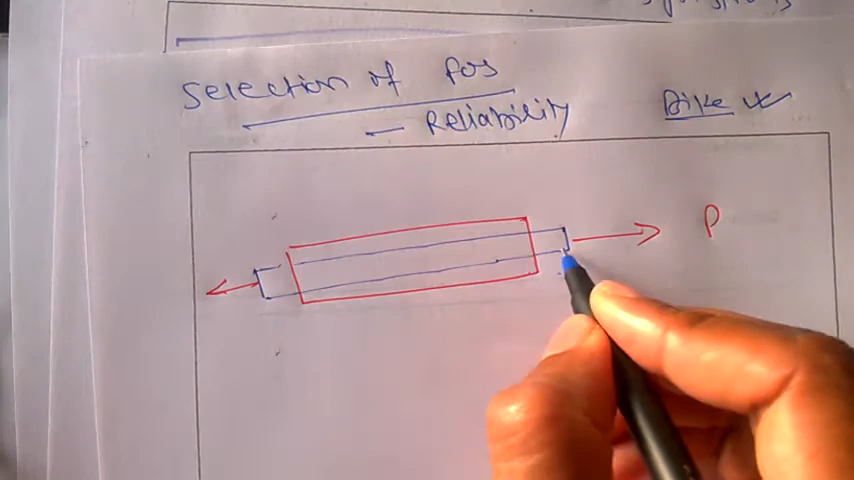 Selection of fos
— Reliability
Bike
P